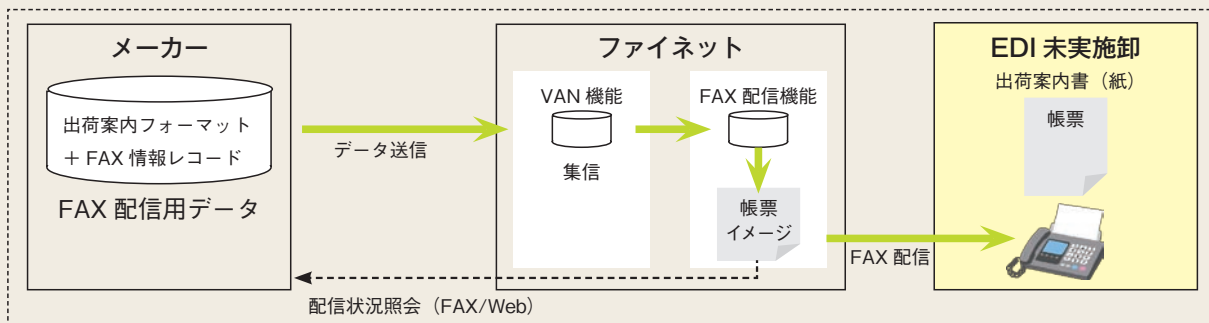 メーカー
出荷案内フォーマット
＋ FAX 情報レコード
FAX 配信用データ
データ送信
ファイネット
VAN 機能
集信
FAX 配信機能
帳票
イメージ
FAX 配信
EDI 未実施卸
出荷案内書（紙）
帳票
配信状況照会（FAX/Web）